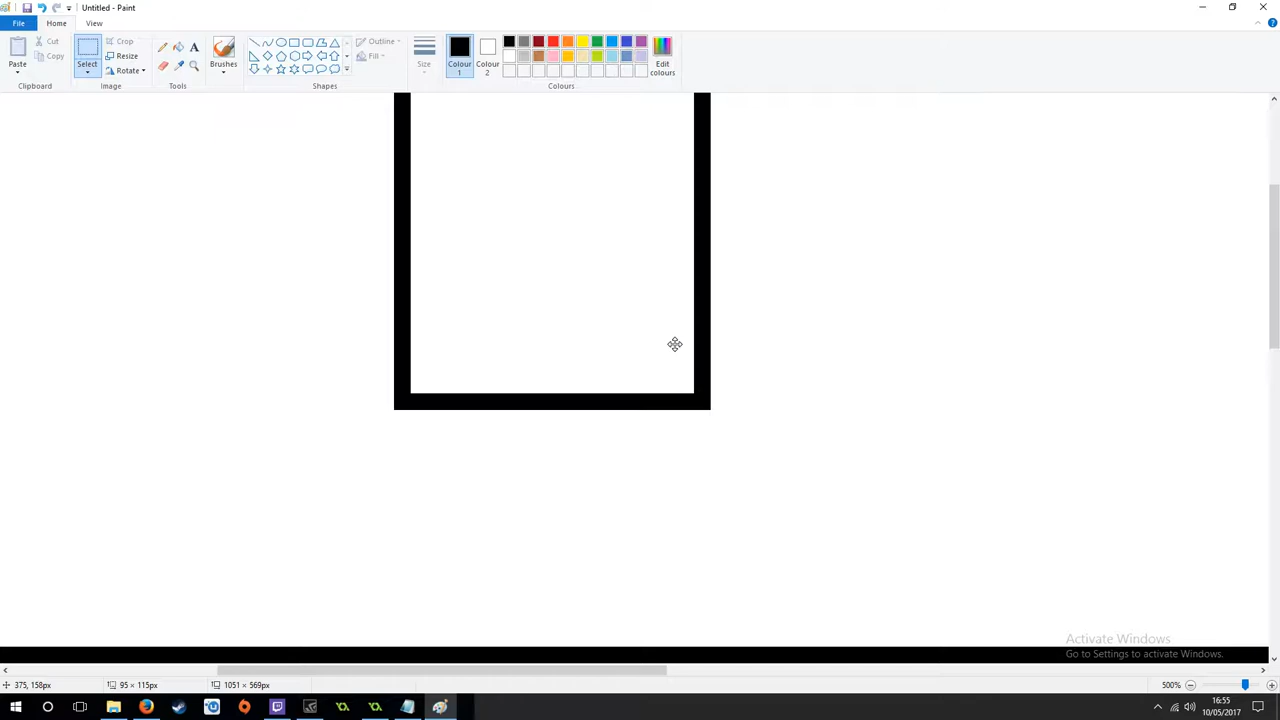 Untitled - Paint
File Home View
Paste
Cut
Copy
Clipboard
Select
Crop
Resize
Rotate
Image
A
Tools
Brushes
Outline
Fill
Shapes
Size
Colour 1
Colour 2
Edit colours
Colours
Activate Windows
Go to Settings to activate Windows.
375, 158px
95 × 115px
1051 × 569px
500%
16:55
10/05/2017